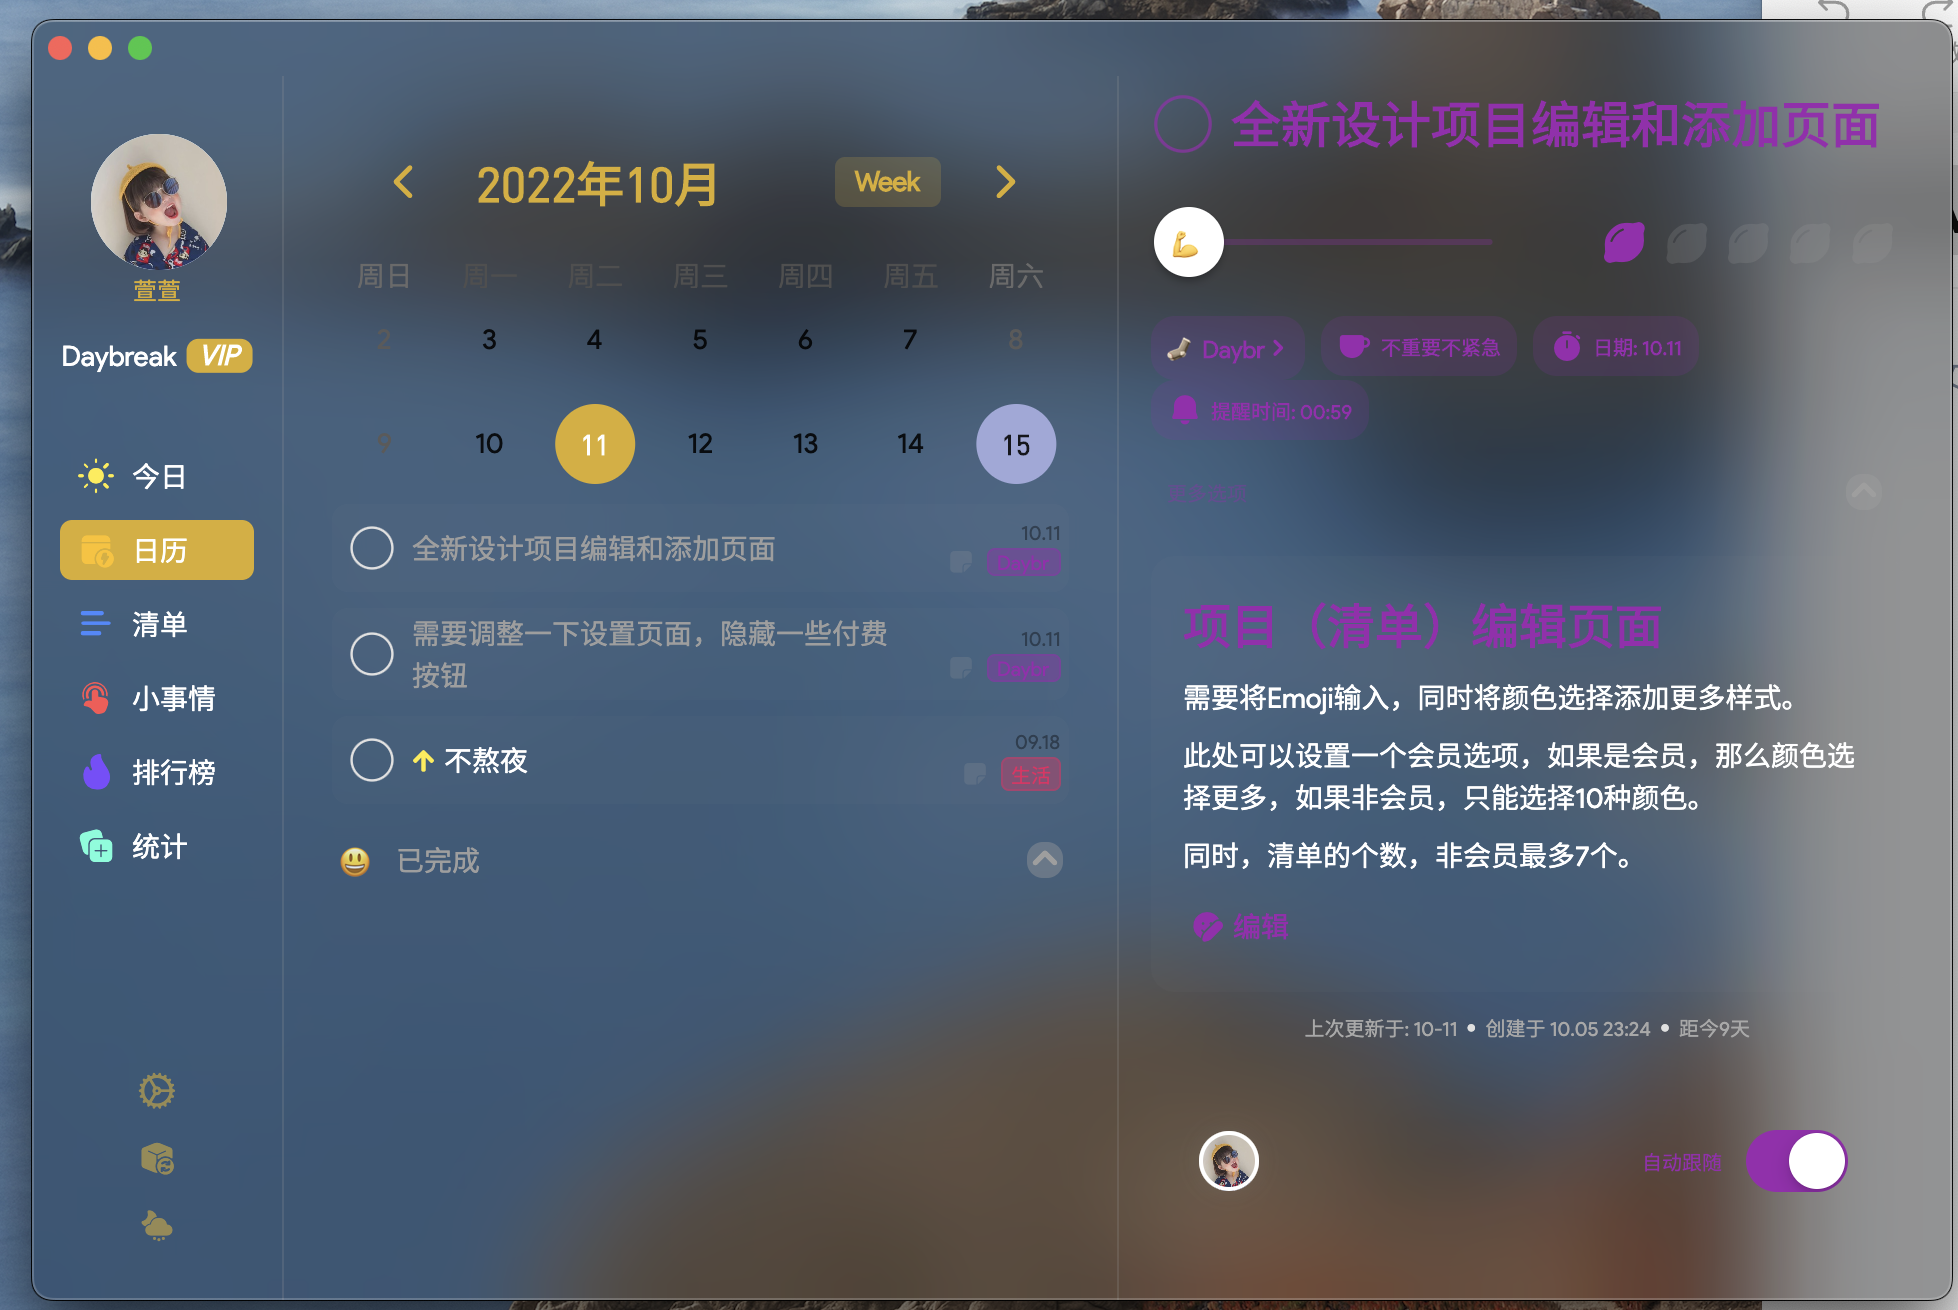 萱萱
Daybreak VIP
今日
日历
清单
小事情
排行榜
统计
2022年10月
Week
周日 周一 周二 周三 周四 周五 周六
2 3 4 5 6 7 8
9 10 11 12 13 14 15
全新设计项目编辑和添加页面
10.11
Daybr
需要调整一下设置页面，隐藏一些付费
按钮
10.11
Daybr
不熬夜
09.18
生活
已完成
全新设计项目编辑和添加页面
Daybr
不重要不紧急
日期: 10.11
提醒时间: 00:59
项目（清单）编辑页面
需要将Emoji输入，同时将颜色选择添加更多样式。
此处可以设置一个会员选项，如果是会员，那么颜色选
择更多，如果非会员，只能选择10种颜色。
同时，清单的个数，非会员最多7个。
编辑
上次更新于: 10-11 • 创建于 10.05 23:24 • 距今9天
自动跟随